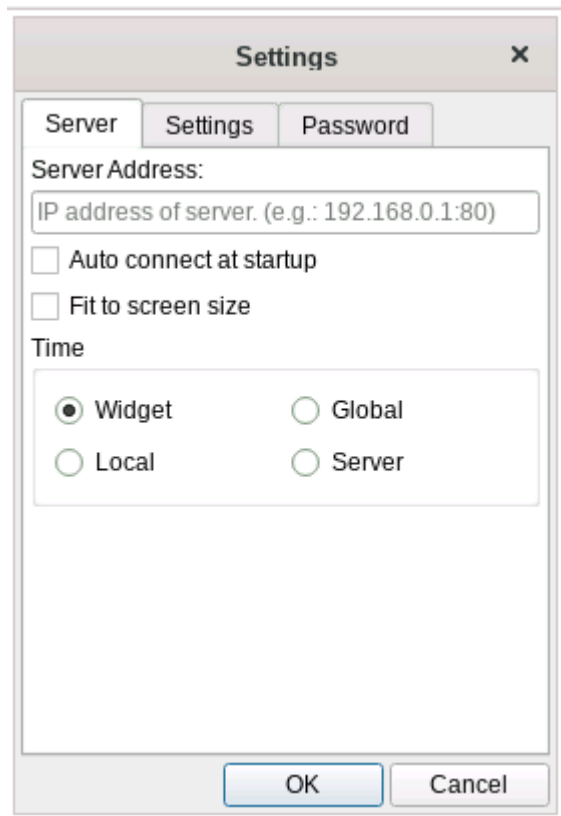 Settings
Server Settings Password
Server Address:
IP address of server. (e.g.: 192.168.0.1:80)
Auto connect at startup
Fit to screen size
Time
Widget Global
Local Server
OK Cancel